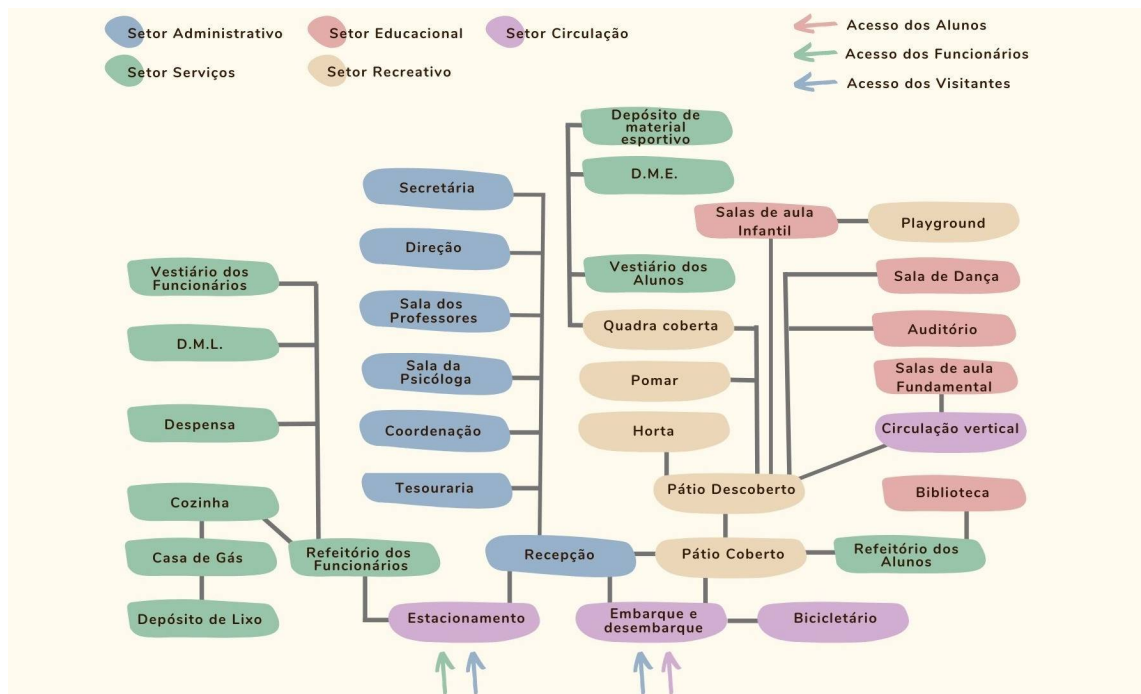 Setor Administrativo
Setor Educacional
Setor Circulação
Setor Serviços
Setor Recreativo
Acesso dos Alunos
Acesso dos Funcionários
Acesso dos Visitantes
Depósito de
material
esportivo
D.M.E.
Vestiário dos
Alunos
Quadra coberta
Pomar
Horta
Secretária
Direção
Sala dos
Professores
Sala da
Psicóloga
Coordenação
Tesouraria
Vestiário dos
Funcionários
D.M.L.
Despensa
Cozinha
Casa de Gás
Depósito de Lixo
Refeitório dos
Funcionários
Salas de aula
Infantil
Playground
Sala de Dança
Auditório
Salas de aula
Fundamental
Circulação vertical
Pátio Descoberto
Biblioteca
Recepção
Pátio Coberto
Refeitório dos
Alunos
Estacionamento
Embarque e
desembarque
Bicicletário